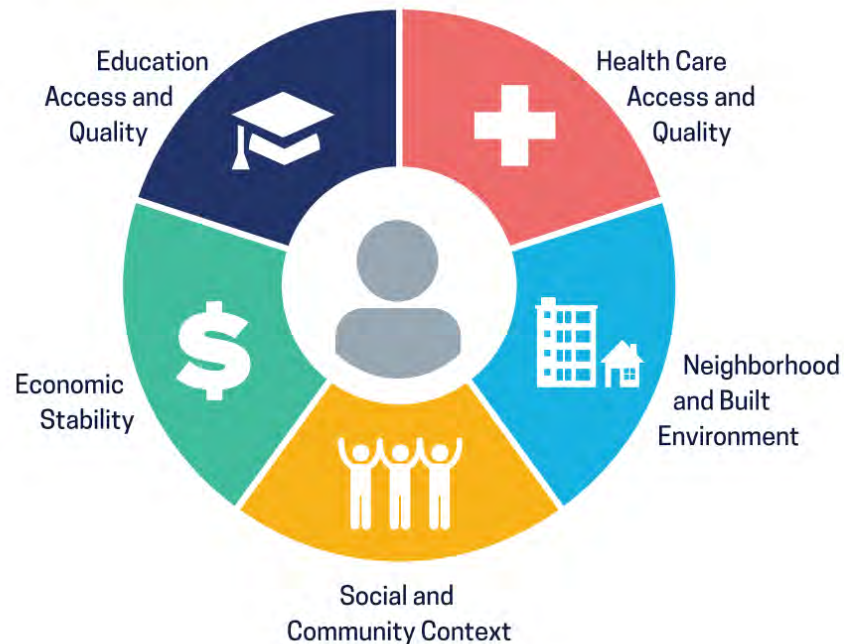 Education
Access and
Quality
Health Care
Access and
Quality
$
Economic
Stability
Neighborhood
and Built
Environment
Social and
Community Context